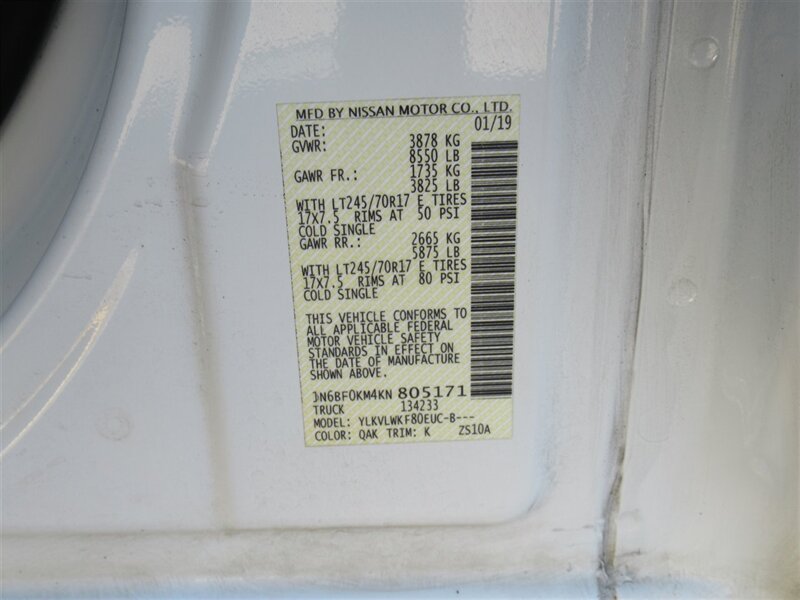 MFD BY NISSAN MOTOR CO., LTD.
DATE: 01/19
GVWR: 3878 KG
8550 LB
GAWR FR.: 1735 KG
3825 LB
WITH LT245/70R17 E TIRES
17X7.5 RIMS AT 50 PSI
COLD SINGLE
GAWR RR.: 2665 KG
5875 LB
WITH LT245/70R17 E TIRES
17X7.5 RIMS AT 80 PSI
COLD SINGLE
THIS VEHICLE CONFORMS TO
ALL APPLICABLE FEDERAL
MOTOR VEHICLE SAFETY
STANDARDS IN EFFECT ON
THE DATE OF MANUFACTURE
SHOWN ABOVE.
1N6BF0KM4KN805171
TRUCK 134233
MODEL: YLKVLWKF80EUC-B---
COLOR: QAK TRIM: K ZS10A